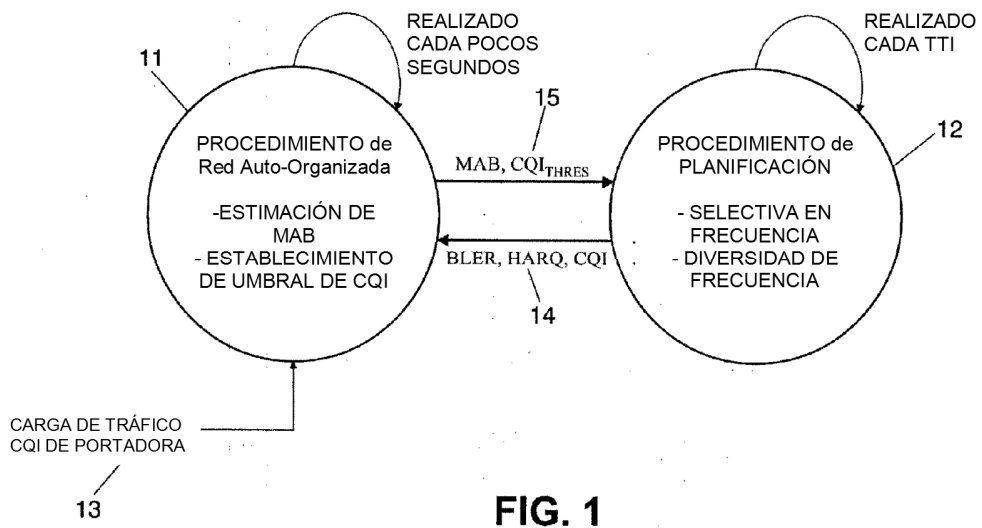 REALIZADO
CADA POCOS
SEGUNDOS
REALIZADO
CADA TTI
11
15
12
PROCEDIMIENTO de
Red Auto-Organizada
-ESTIMACIÓN DE
MAB
- ESTABLECIMIENTO
DE UMBRAL DE CQI
MAB, CQITHRES
BLER, HARQ, CQI
14
PROCEDIMIENTO de
PLANIFICACIÓN
- SELECTIVA EN
FRECUENCIA
- DIVERSIDAD DE
FRECUENCIA
CARGA DE TRÁFICO
CQI DE PORTADORA
13
FIG. 1